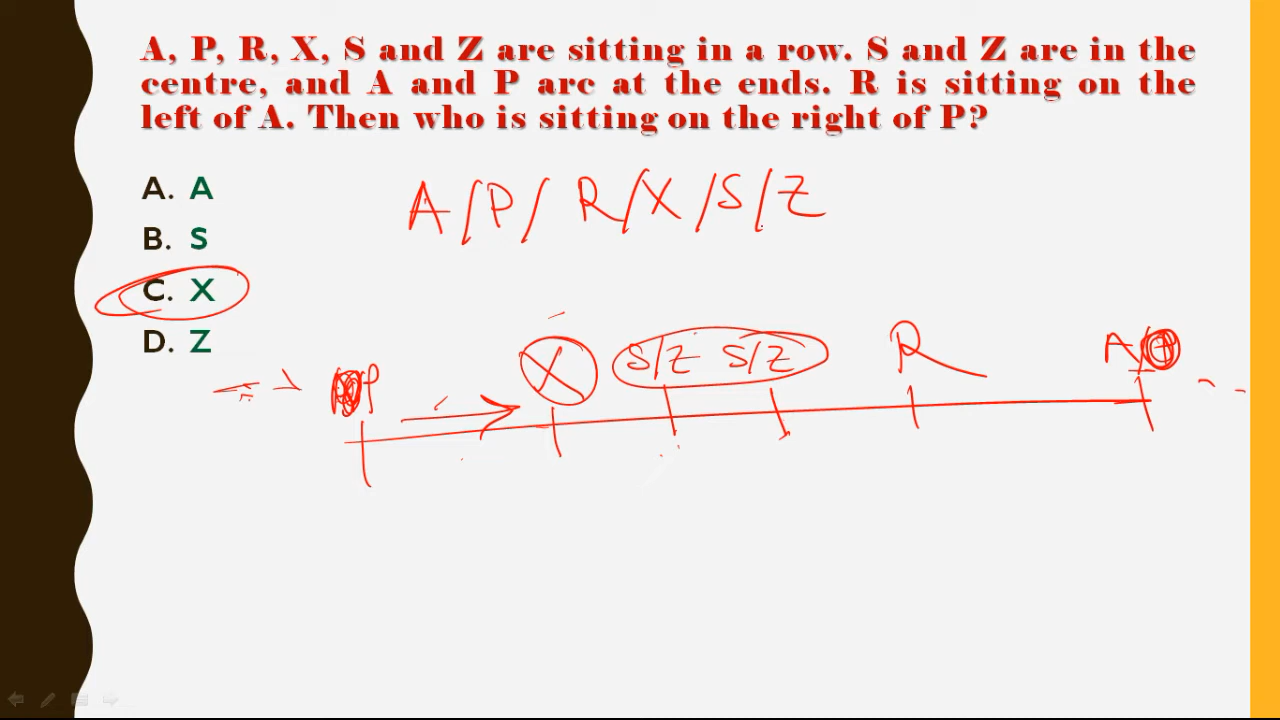 A, P, R, X, S and Z are sitting in a row. S and Z are in the
centre, and A and P arc at the ends. R is sitting on the
left of A. Then who is sitting on the right of P?
A. A
B. S
C. X
D. Z
A/P/R/X/S/Z
P X S/Z S/Z R A/